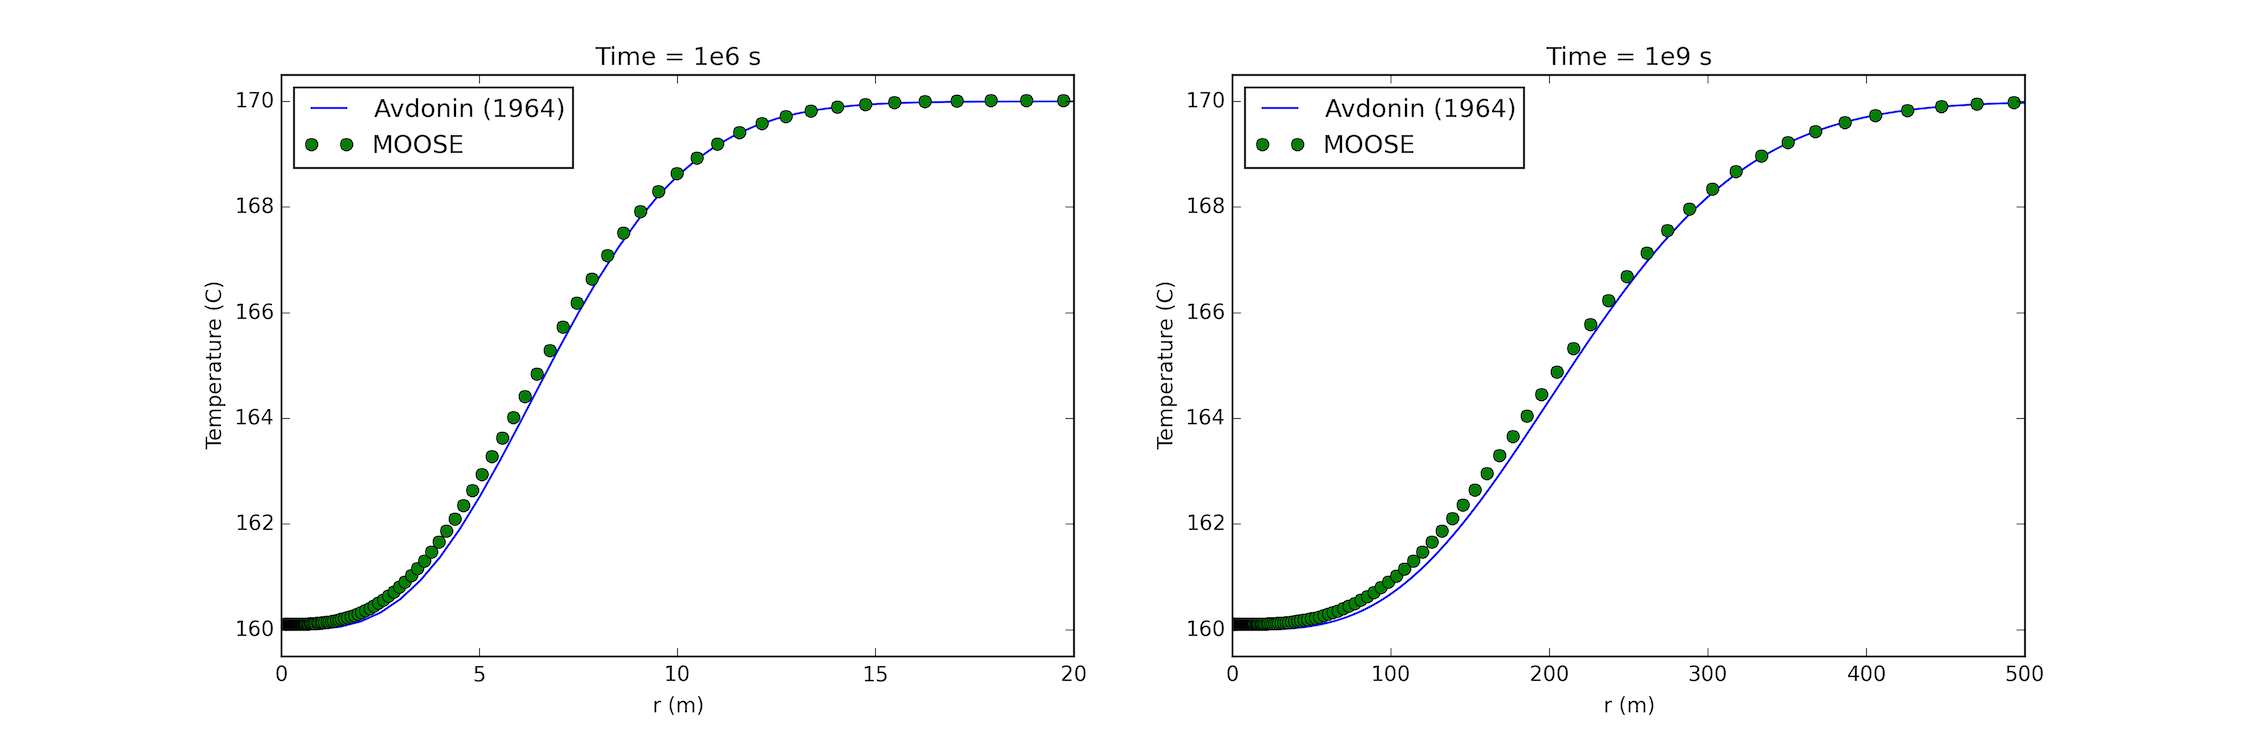 Time = 1e6 s
Avdonin (1964)
MOOSE
Temperature (C)
170
168
166
164
162
160
0 5 10 15 20
r (m)
Time = 1e9 s
Avdonin (1964)
MOOSE
Temperature (C)
170
168
166
164
162
160
0 100 200 300 400 500
r (m)